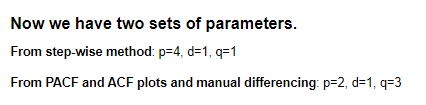 Now we have two sets of parameters.
From step-wise method: p=4, d=1, q=1
From PACF and ACF plots and manual differencing: p=2, d=1, q=3